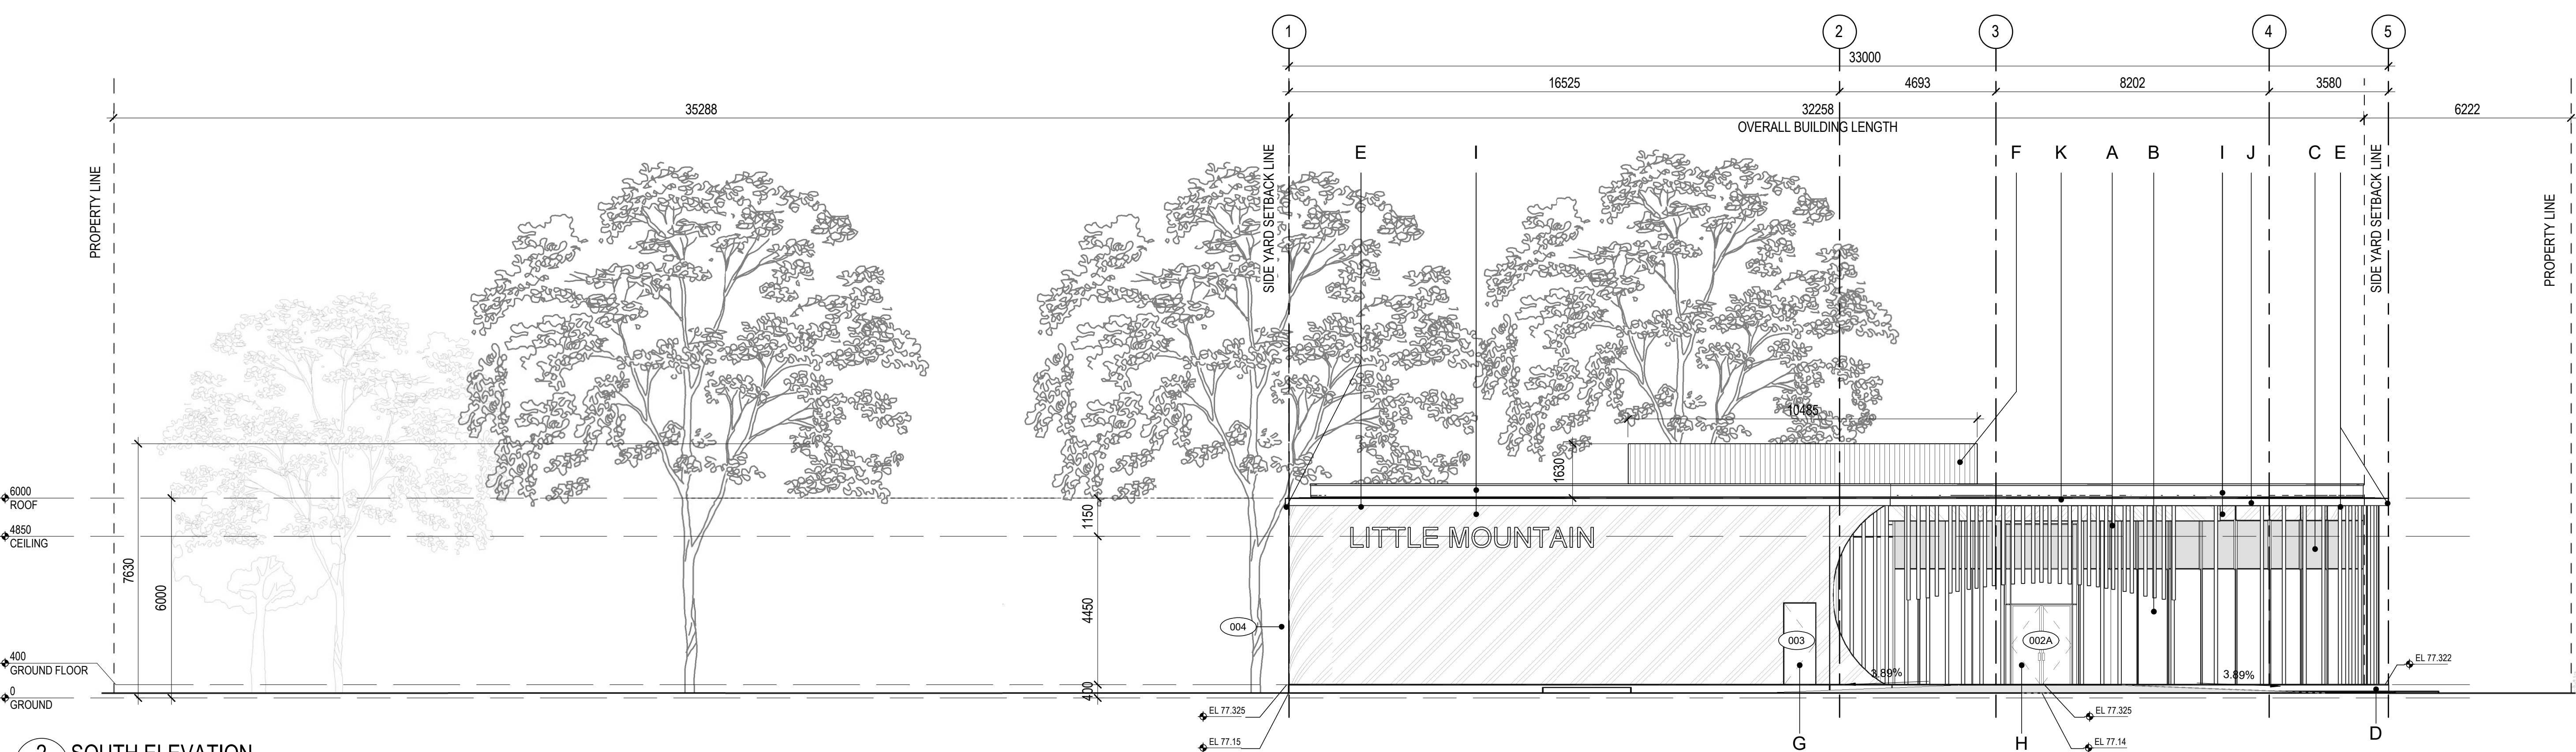 1 2 3 4 5
33000
16525 4693 8202 3580
35288 32258 6222
OVERALL BUILDING LENGTH
PROPERTY LINE
SIDE YARD SETBACK LINE
E I F K A B I J C E
SIDE YARD SETBACK LINE
PROPERTY LINE
10485
1630
6000
ROOF
1150
4850
CEILING
LITTLE MOUNTAIN
7630
6000
4450
004
003
002A
400
GROUND FLOOR
3.89%
3.89%
EL 77.322
0
GROUND
400
EL 77.325
EL 77.325
D
EL 77.15
G
H
EL 77.14
2 SOUTH ELEVATION